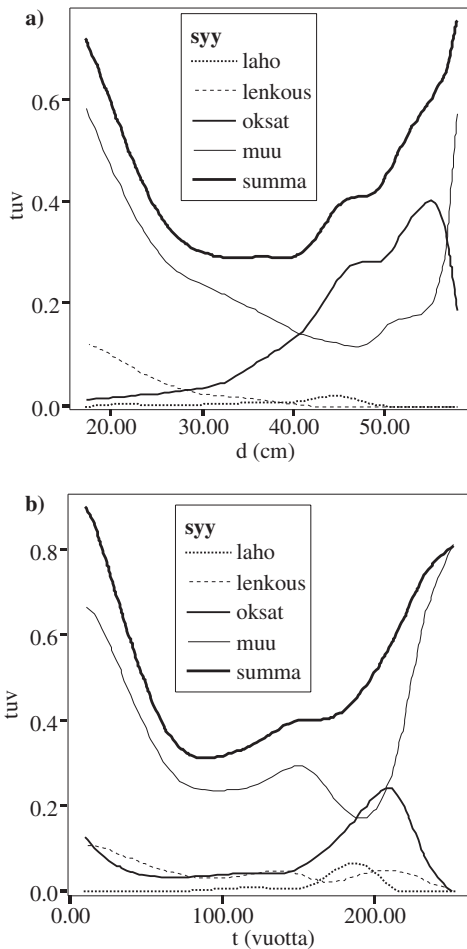 a)
syy
laho
lenkous
oksat
muu
summa
tuv
0.6
0.4
0.2
0.0
20.00 30.00 40.00 50.00
d (cm)
b)
syy
laho
lenkous
oksat
muu
summa
tuv
0.8
0.6
0.4
0.2
0.0
0.00 100.00 200.00
t (vuotta)